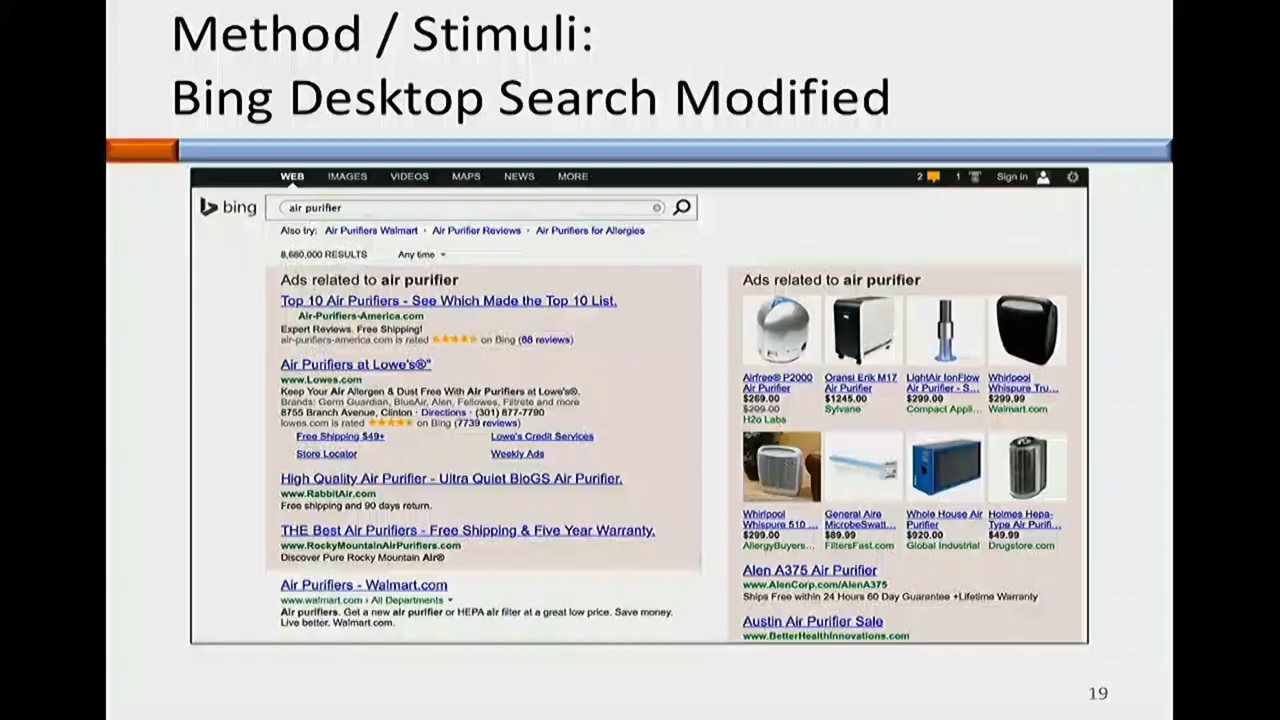 Method / Stimuli:
Bing Desktop Search Modified
WEB IMAGES VIDEOS MAPS NEWS MORE
2 1 Sign in
bing
air purifier
Also try: Air Purifiers Walmart · Air Purifier Reviews · Air Purifiers for Allergies
8,680,000 RESULTS Any time
Ads related to air purifier
Top 10 Air Purifiers - See Which Made the Top 10 List.
Air-Purifiers-America.com
Expert Reviews. Free Shipping!
air-purifiers-america.com is rated on Bing (68 reviews)
Air Purifiers at Lowe's®"
www.Lowes.com
Keep Your Air Allergen & Dust Free With Air Purifiers at Lowe's®.
Brands: Germ Guardian, BlueAir, Alen, Fellowes, Filtrete and more
8755 Branch Avenue, Clinton · Directions · (301) 877-7790
lowes.com is rated on Bing (7739 reviews)
Free Shipping $49+ Lowe's Credit Services
Store Locator Weekly Ads
High Quality Air Purifier - Ultra Quiet BioGS Air Purifier.
www.RabbitAir.com
Free shipping and 90 days return.
THE Best Air Purifiers - Free Shipping & Five Year Warranty.
www.RockyMountainAirPurifiers.com
Discover Pure Rocky Mountain Air®
Air Purifiers - Walmart.com
www.walmart.com › All Departments
Air purifiers. Get a new air purifier or HEPA air filter at a great low price. Save money.
Live better. Walmart.com.
Ads related to air purifier
Airfree® P2000 Oransi Erik M17 LightAir IonFlow Whirlpool
Air Purifier Air Purifier Air Purifier - S... Whispure Tru...
$269.00 $1245.00 $299.00 $299.99
$299.00 Sylvane Compact Appli... Walmart.com
H2o Labs
Whirlpool General Aire Whole House Air Holmes Hepa-
Whispure 510 ... MicrobeSwatt... Purifier Type Air Purifi...
$299.00 $89.99 $920.00 $49.99
AllergyBuyers... FiltersFast.com Global Industrial Drugstore.com
Alen A375 Air Purifier
www.AlenCorp.com/AlenA375
Ships Free within 24 Hours 60 Day Guarantee +Lifetime Warranty
Austin Air Purifier Sale
www.BetterHealthInnovations.com
19